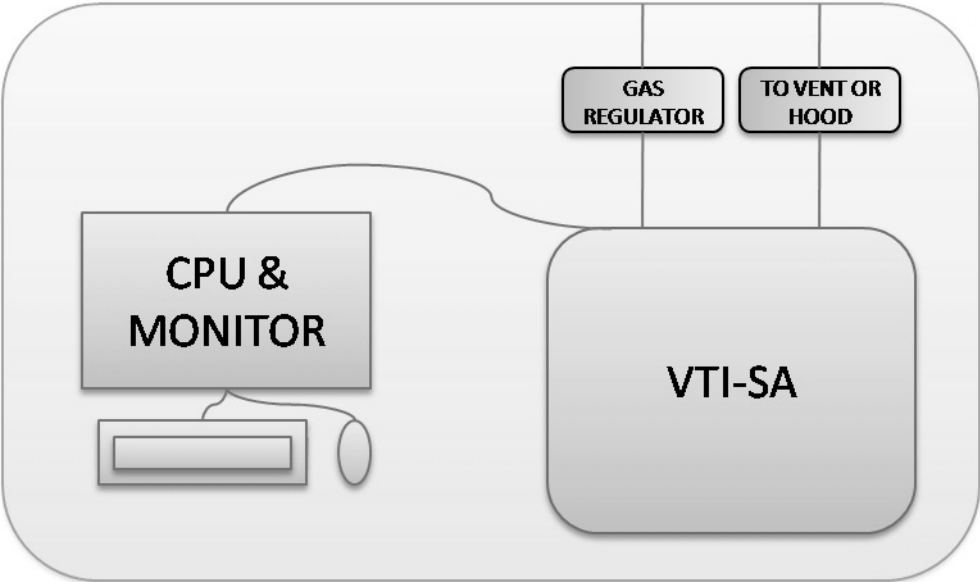 GAS
REGULATOR
TO VENT OR
HOOD
CPU &
MONITOR
VTI-SA